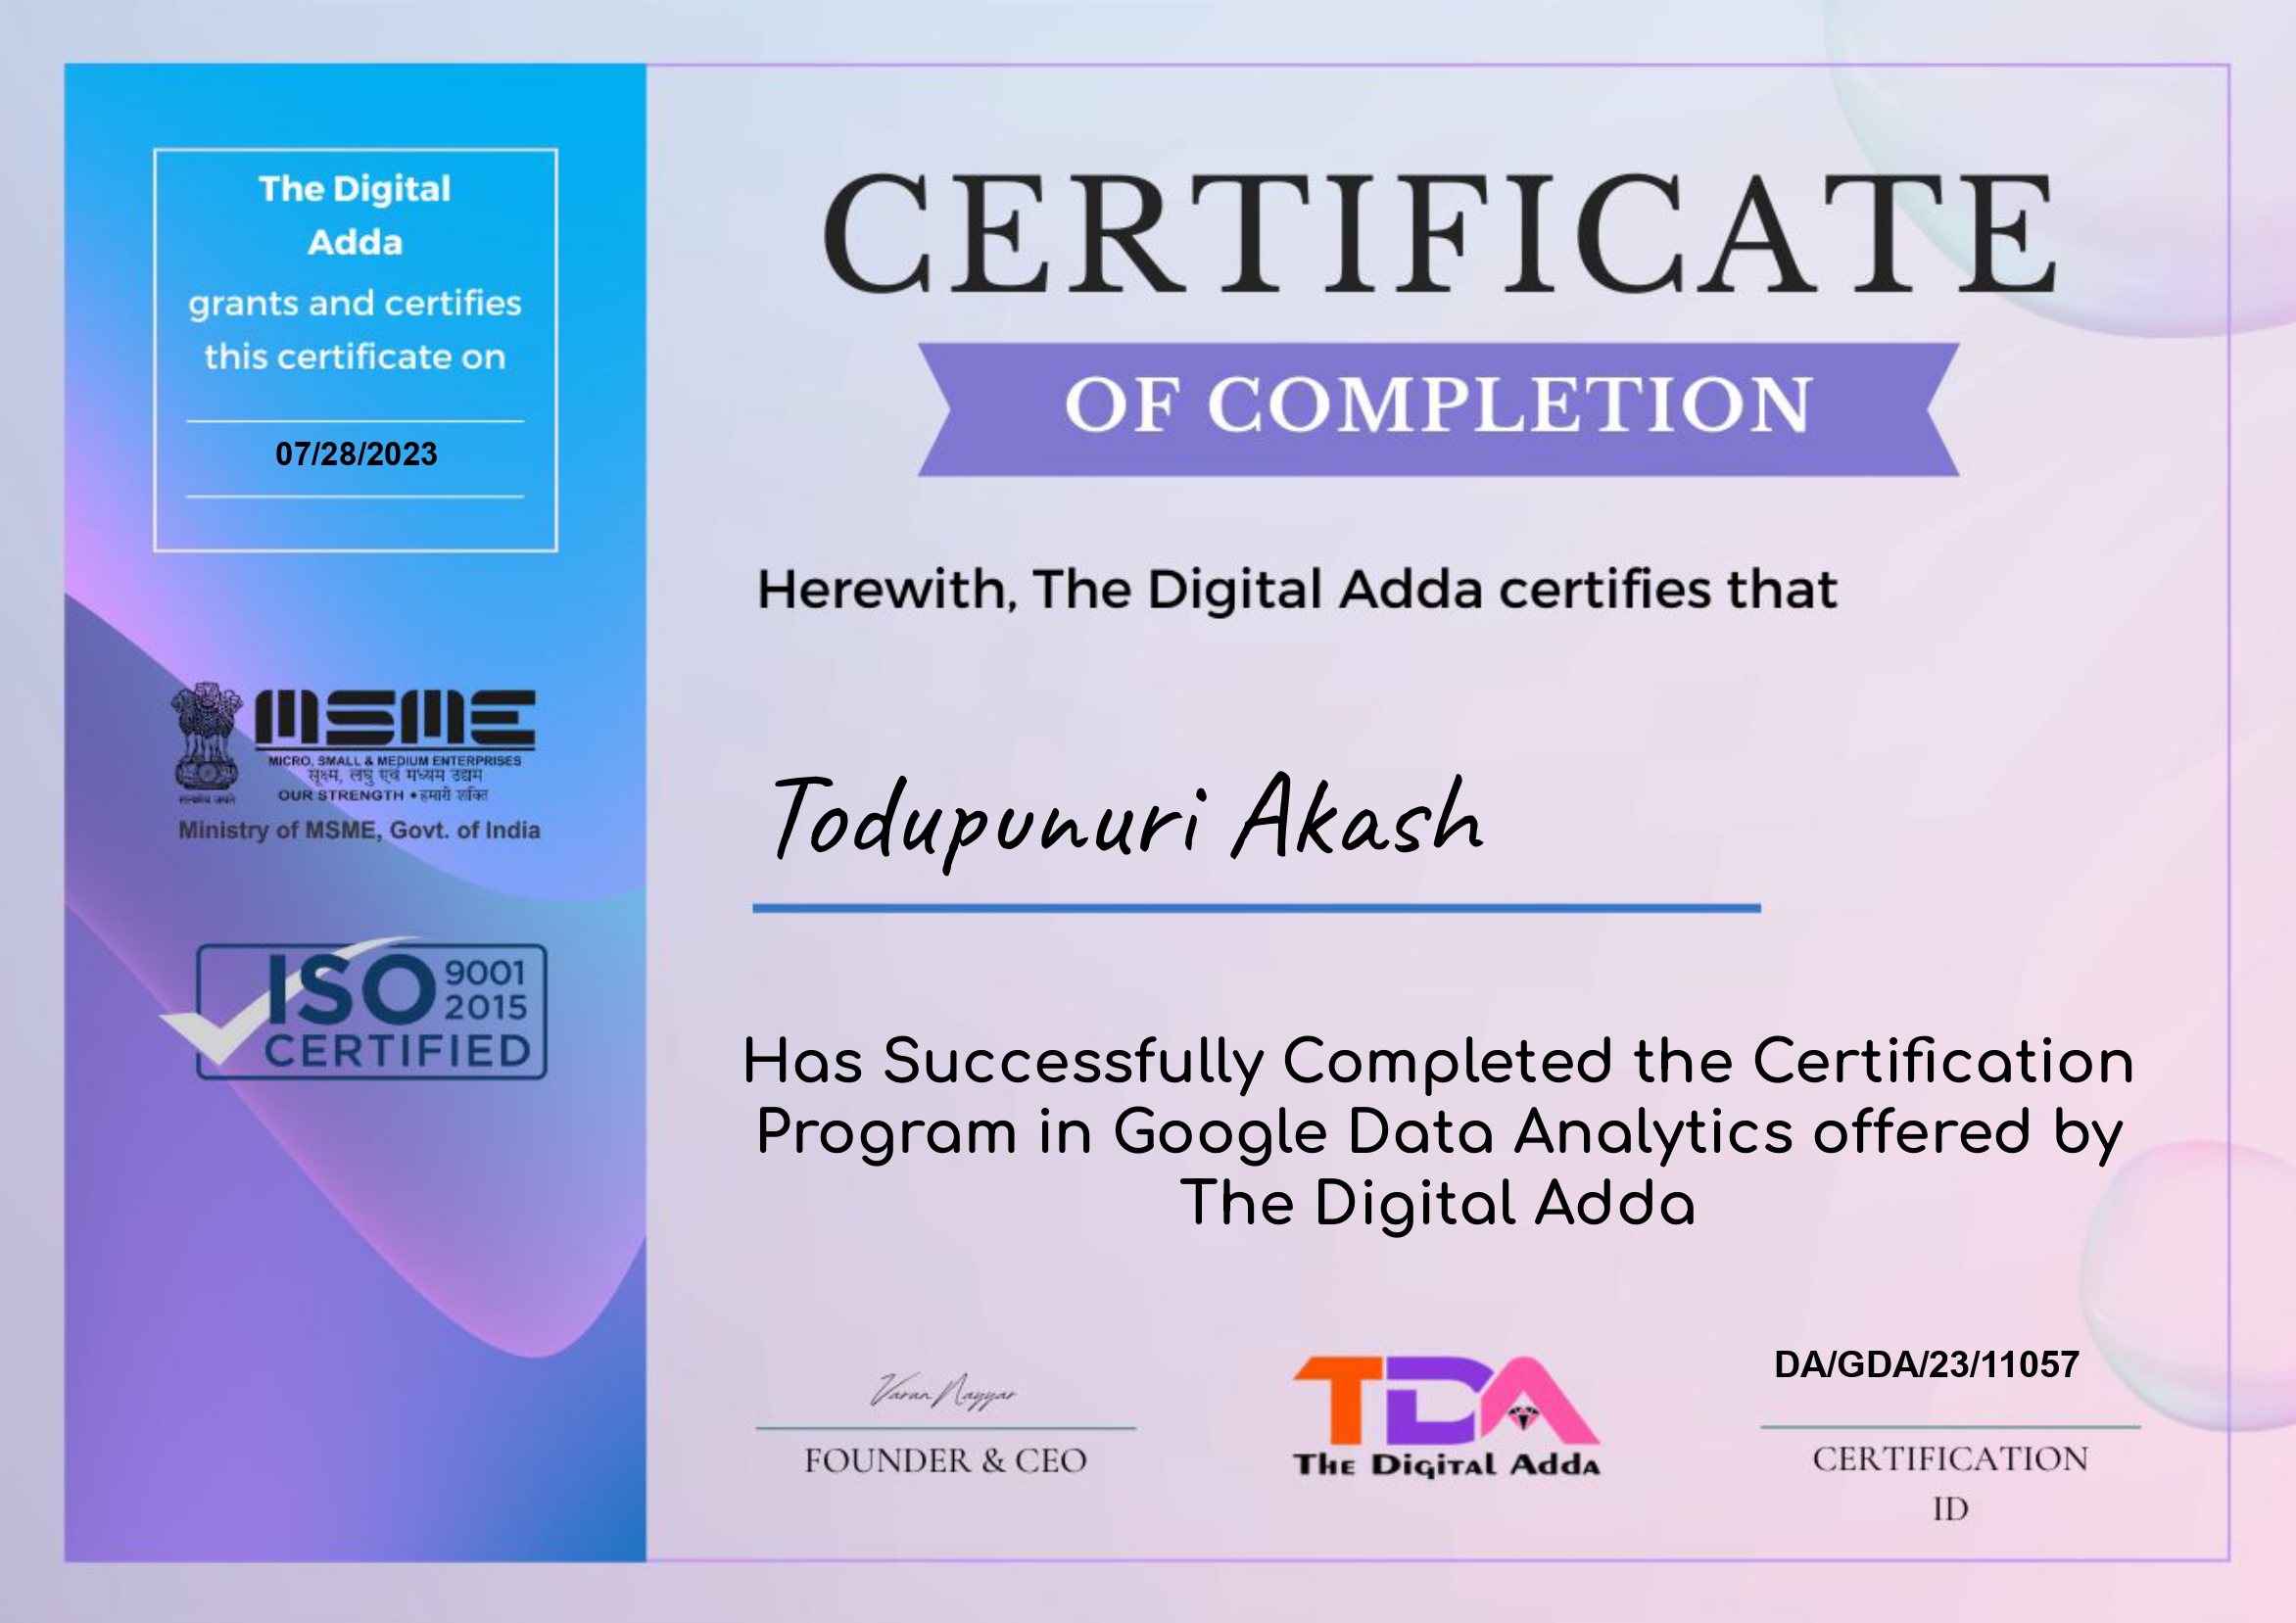 The Digital
Adda
grants and certifies
this certificate on
07/28/2023
MSME
MICRO, SMALL & MEDIUM ENTERPRISES
सूक्ष्म, लघु एवं मध्यम उद्यम
OUR STRENGTH • हमारी शक्ति
सत्यमेव जयते
Ministry of MSME, Govt. of India
ISO 9001
2015
CERTIFIED
CERTIFICATE
OF COMPLETION
Herewith, The Digital Adda certifies that
Todupunuri Akash
Has Successfully Completed the Certification
Program in Google Data Analytics offered by
The Digital Adda
Varun Nayyar
FOUNDER & CEO
TDA
The Digital Adda
DA/GDA/23/11057
CERTIFICATION
ID